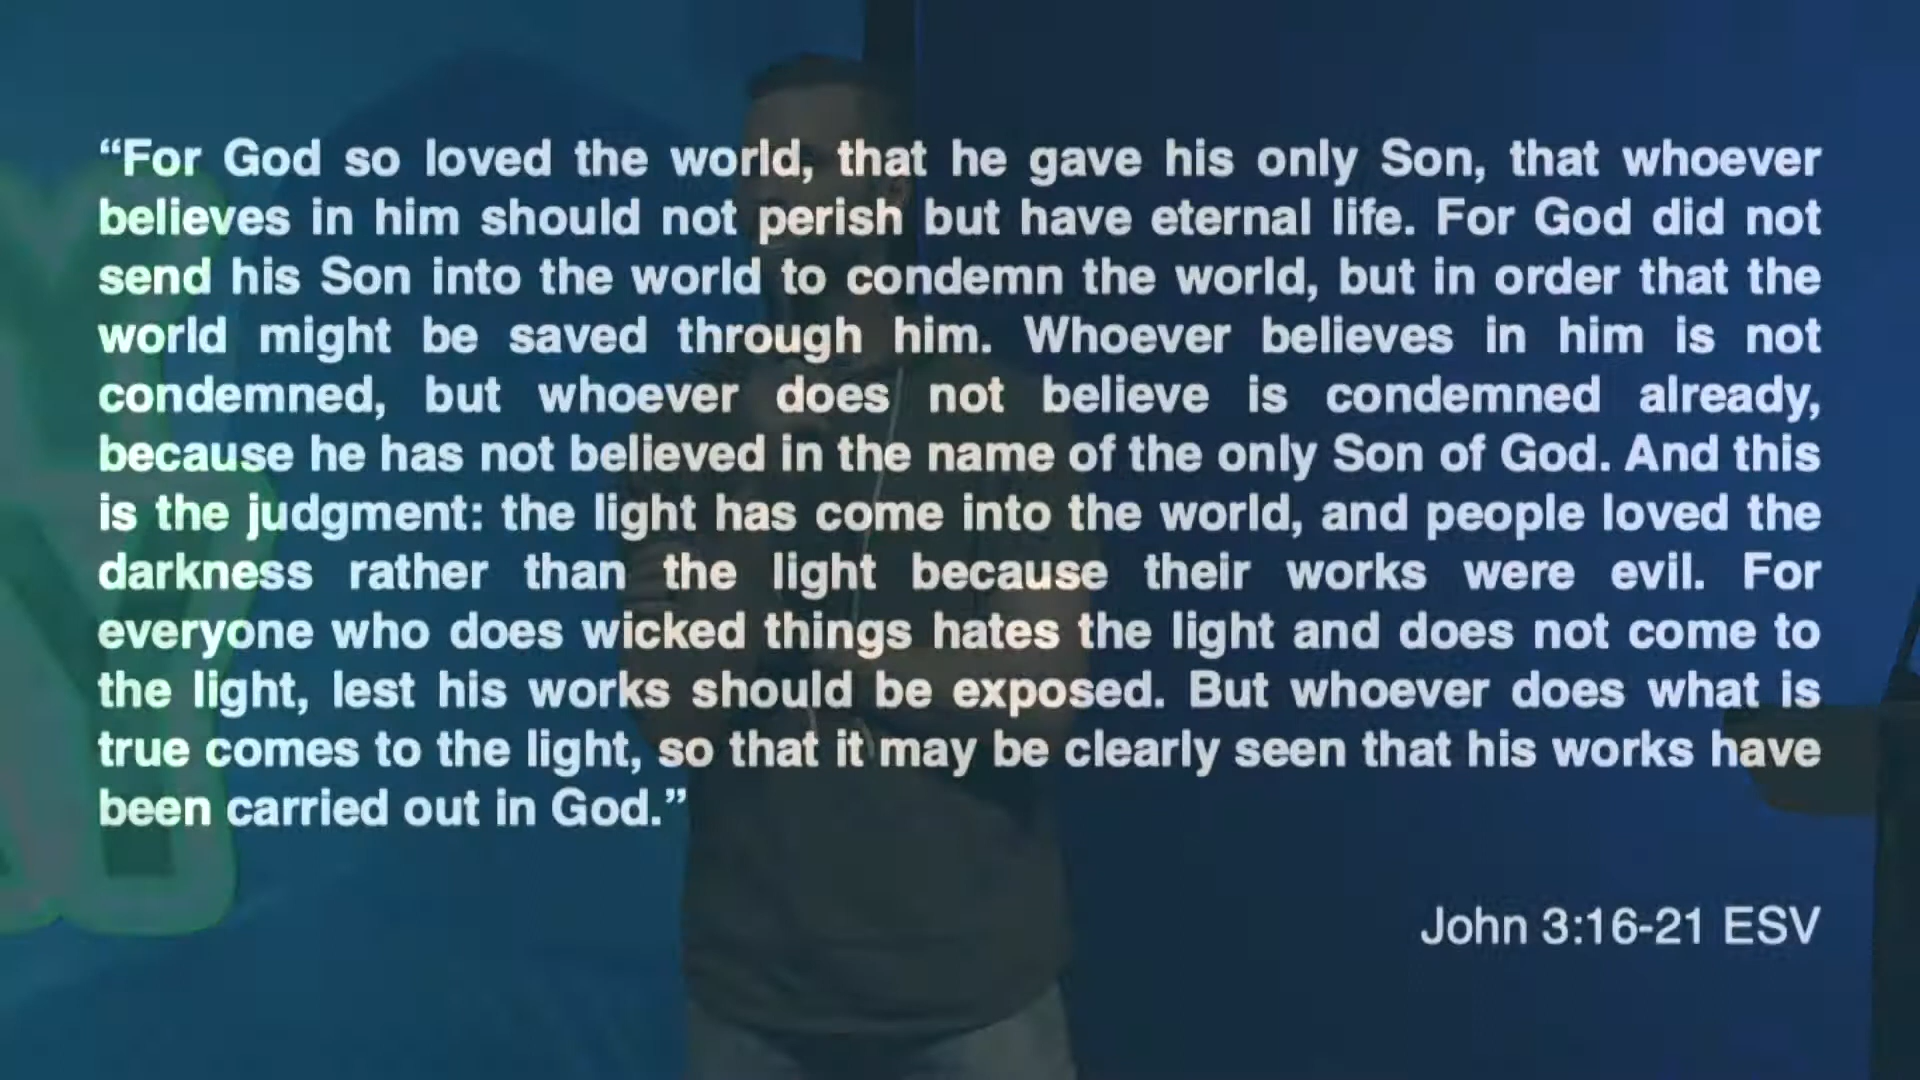 “For God so loved the world, that he gave his only Son, that whoever
believes in him should not perish but have eternal life. For God did not
send his Son into the world to condemn the world, but in order that the
world might be saved through him. Whoever believes in him is not
condemned, but whoever does not believe is condemned already,
because he has not believed in the name of the only Son of God. And this
is the judgment: the light has come into the world, and people loved the
darkness rather than the light because their works were evil. For
everyone who does wicked things hates the light and does not come to
the light, lest his works should be exposed. But whoever does what is
true comes to the light, so that it may be clearly seen that his works have
been carried out in God.”
John 3:16-21 ESV